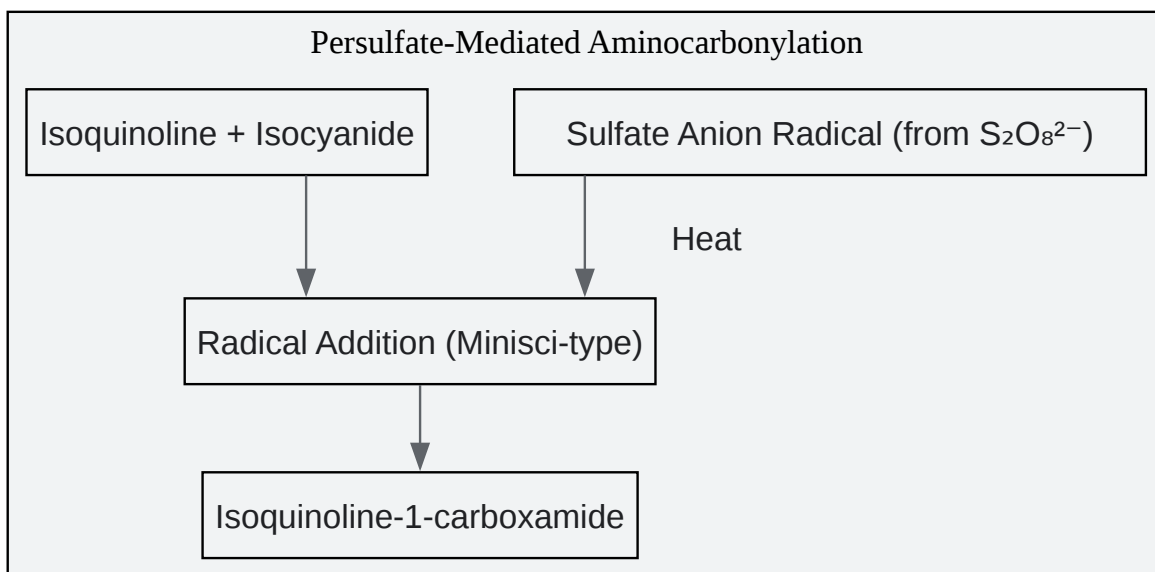 Persulfate-Mediated Aminocarbonylation
Isoquinoline + Isocyanide
Sulfate Anion Radical (from S₂O₈²⁻)
Heat
Radical Addition (Minisci-type)
Isoquinoline-1-carboxamide